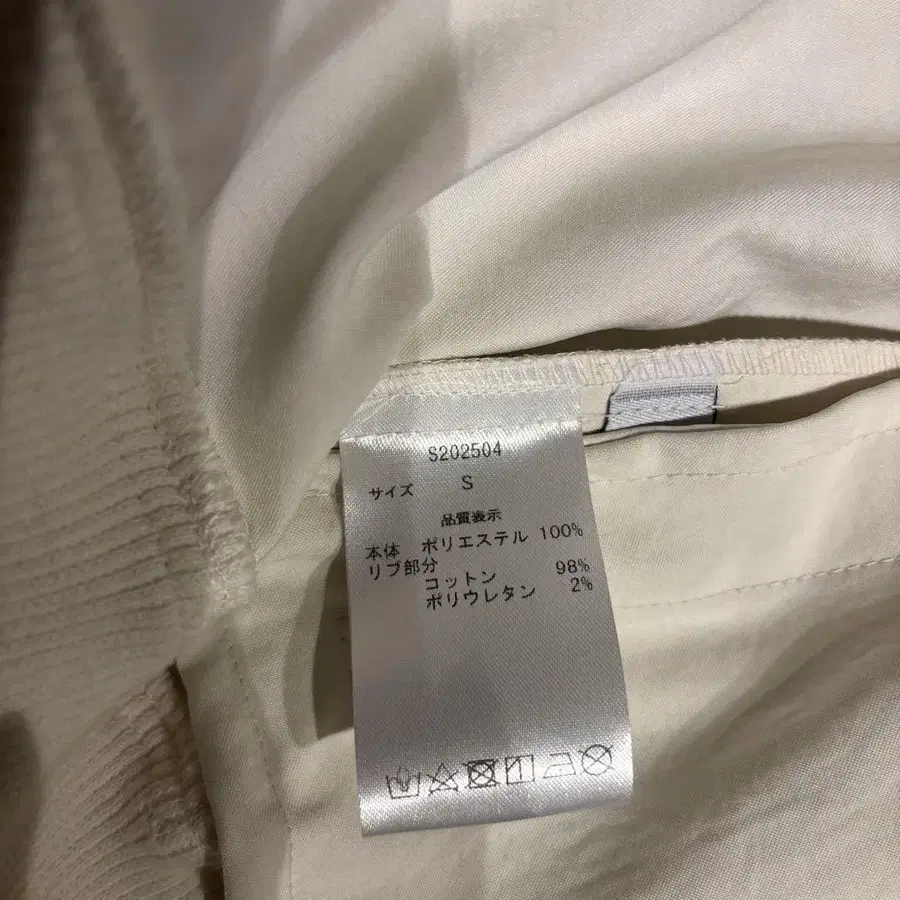 S202504
サイズ S
品質表示
本体 ポリエステル 100%
リブ部分
コットン 98%
ポリウレタン 2%